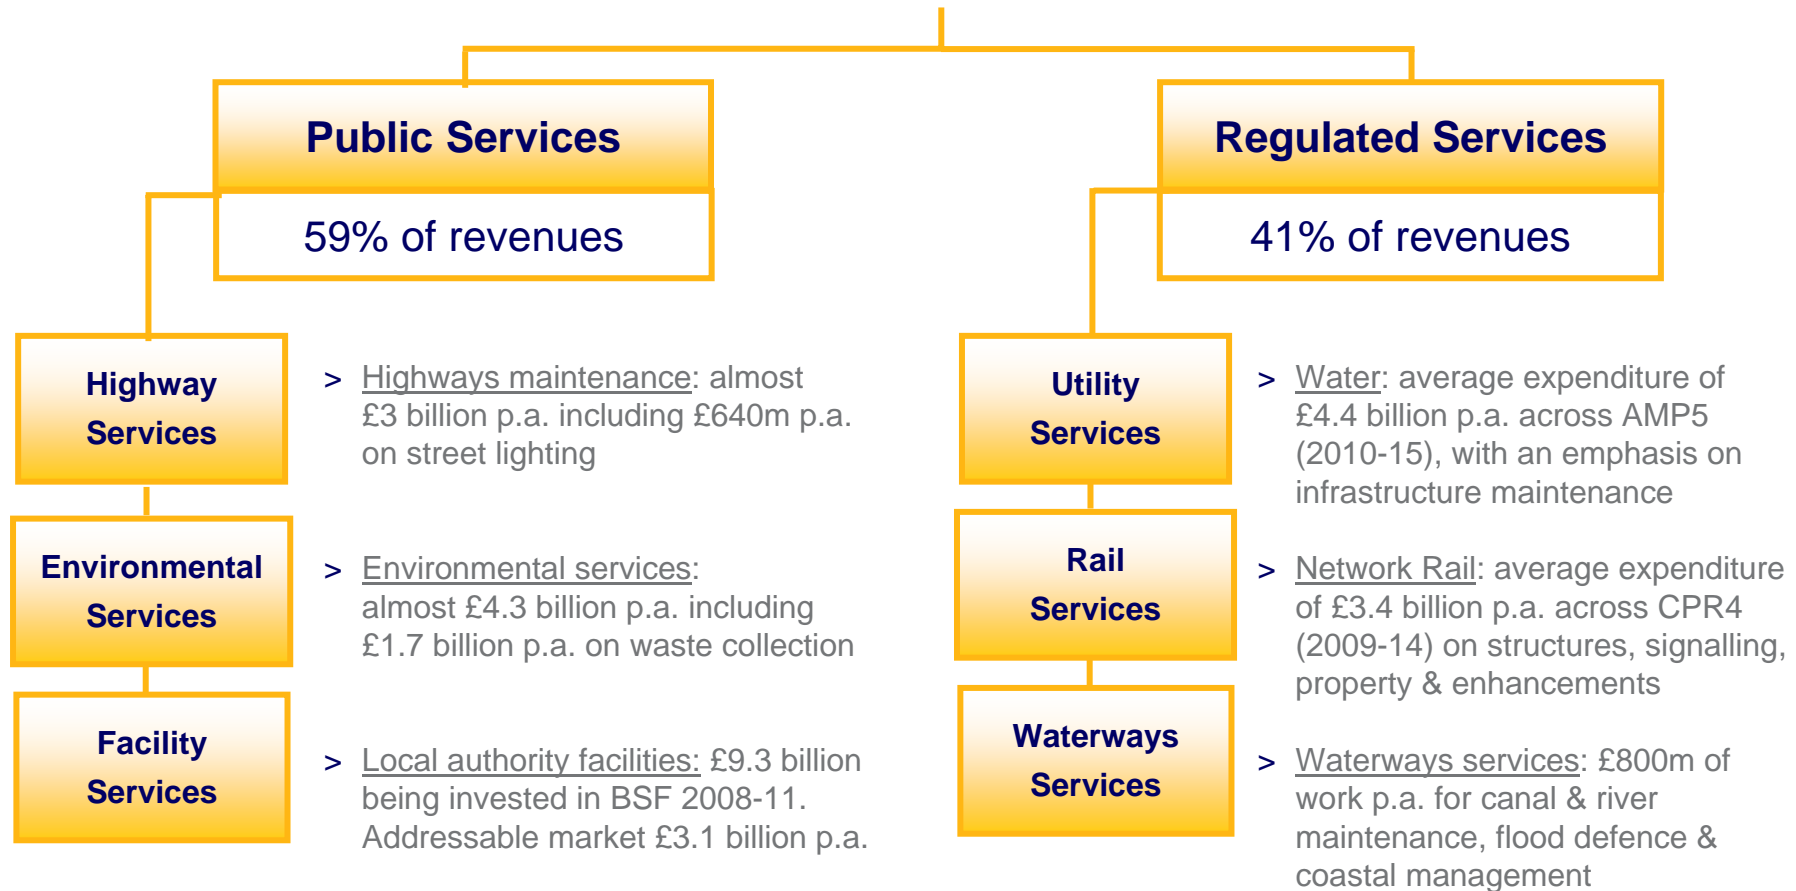 Public Services
59% of revenues
Highway
Services
> Highways maintenance: almost
£3 billion p.a. including £640m p.a.
on street lighting
Environmental
Services
> Environmental services:
almost £4.3 billion p.a. including
£1.7 billion p.a. on waste collection
Facility
Services
> Local authority facilities: £9.3 billion
being invested in BSF 2008-11.
Addressable market £3.1 billion p.a.
Regulated Services
41% of revenues
Utility
Services
> Water: average expenditure of
£4.4 billion p.a. across AMP5
(2010-15), with an emphasis on
infrastructure maintenance
Rail
Services
> Network Rail: average expenditure
of £3.4 billion p.a. across CPR4
(2009-14) on structures, signalling,
property & enhancements
Waterways
Services
> Waterways services: £800m of
work p.a. for canal & river
maintenance, flood defence &
coastal management